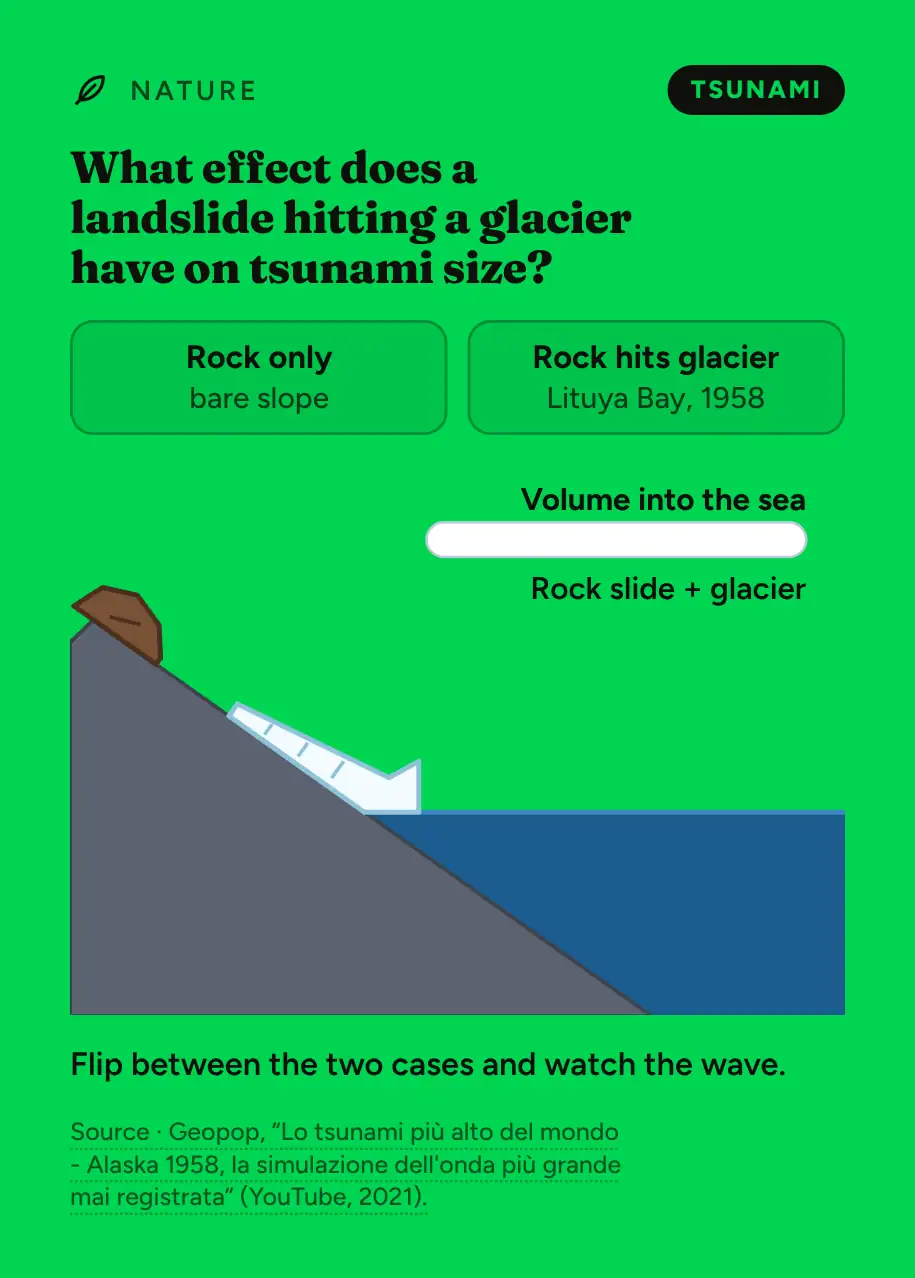 NATURE
TSUNAMI
What effect does a
landslide hitting a glacier
have on tsunami size?
Rock only
bare slope
Rock hits glacier
Lituya Bay, 1958
Volume into the sea
Rock slide + glacier
Flip between the two cases and watch the wave.
Source · Geopop, “Lo tsunami più alto del mondo
- Alaska 1958, la simulazione dell'onda più grande
mai registrata” (YouTube, 2021).